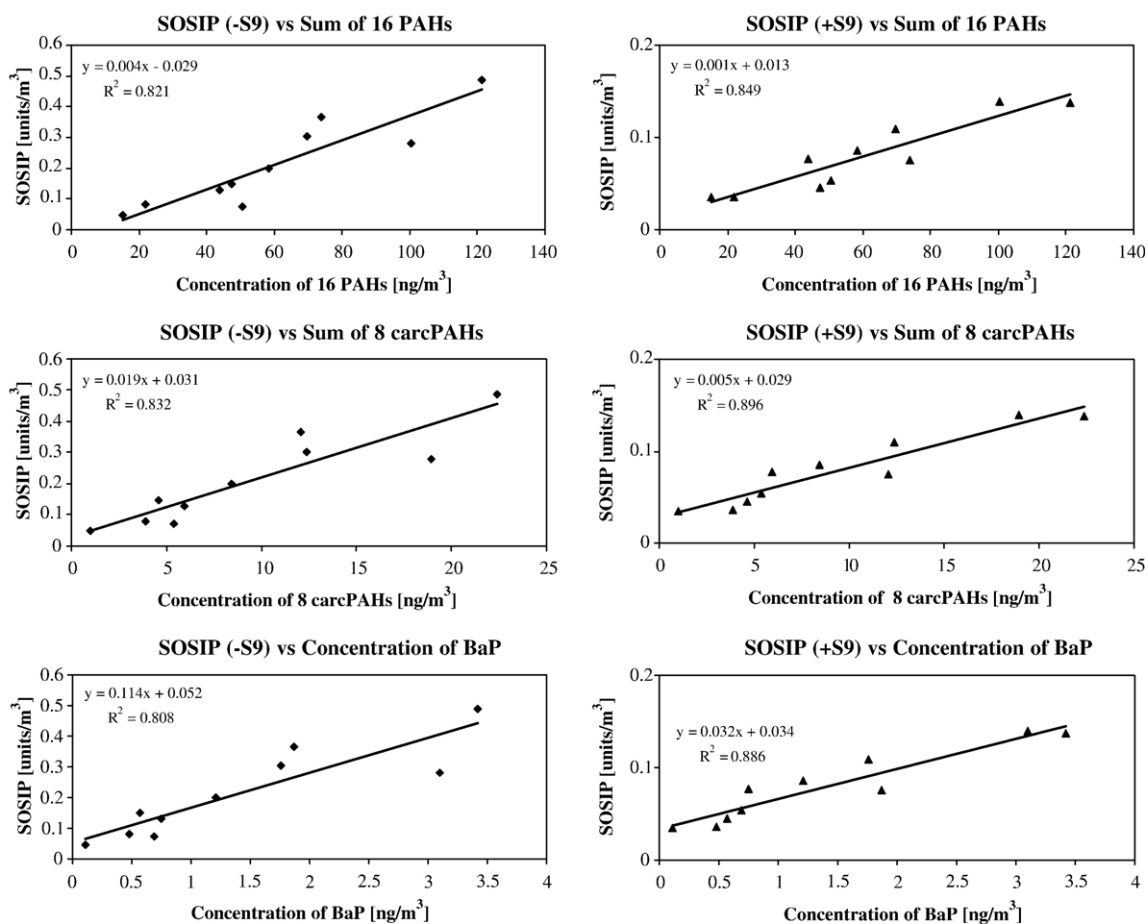 SOSIP (-S9) vs Sum of 16 PAHs
y = 0.004x - 0.029
R² = 0.821
SOSIP [units/m³]
0.6
0.5
0.4
0.3
0.2
0.1
0
0 20 40 60 80 100 120 140
Concentration of 16 PAHs [ng/m³]
SOSIP (+S9) vs Sum of 16 PAHs
y = 0.001x + 0.013
R² = 0.849
SOSIP [units/m³]
0.2
0.1
0
0 20 40 60 80 100 120 140
Concentration of 16 PAHs [ng/m³]
SOSIP (-S9) vs Sum of 8 carcPAHs
y = 0.019x + 0.031
R² = 0.832
SOSIP [units/m³]
0.6
0.5
0.4
0.3
0.2
0.1
0
0 5 10 15 20 25
Concentration of 8 carcPAHs [ng/m³]
SOSIP (+S9) vs Sum of 8 carcPAHs
y = 0.005x + 0.029
R² = 0.896
SOSIP [units/m³]
0.2
0.1
0
0 5 10 15 20 25
Concentration of 8 carcPAHs [ng/m³]
SOSIP (-S9) vs Concentration of BaP
y = 0.114x + 0.052
R² = 0.808
SOSIP [units/m³]
0.6
0.5
0.4
0.3
0.2
0.1
0
0 0.5 1 1.5 2 2.5 3 3.5 4
Concentration of BaP [ng/m³]
SOSIP (+S9) vs Concentration of BaP
y = 0.032x + 0.034
R² = 0.886
SOSIP [units/m³]
0.2
0.1
0
0 0.5 1 1.5 2 2.5 3 3.5 4
Concentration of BaP [ng/m³]